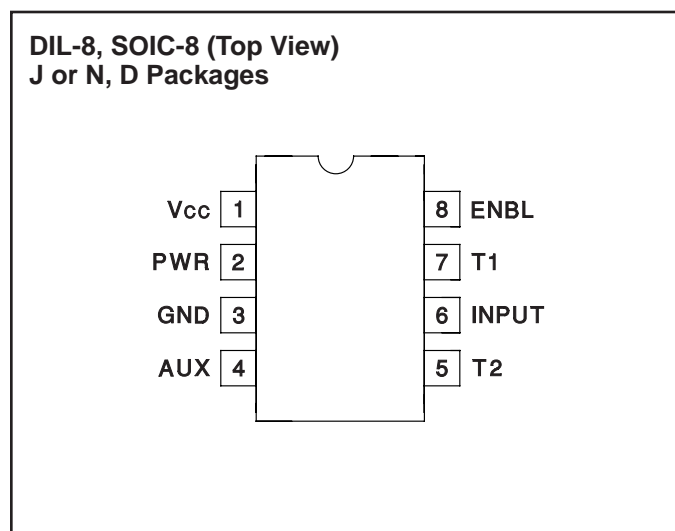 DIL-8, SOIC-8 (Top View)
J or N, D Packages
Vcc 1 8 ENBL
PWR 2 7 T1
GND 3 6 INPUT
AUX 4 5 T2